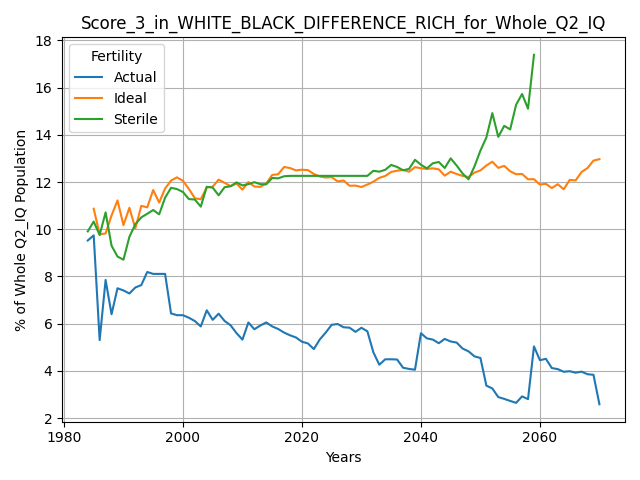 Score_3_in_WHITE_BLACK_DIFFERENCE_RICH_for_Whole_Q2_IQ
18
16
14
12
10
8
6
4
2
% of Whole Q2_IQ Population
Fertility
Actual
Ideal
Sterile
1980
2000
2020
2040
2060
Years